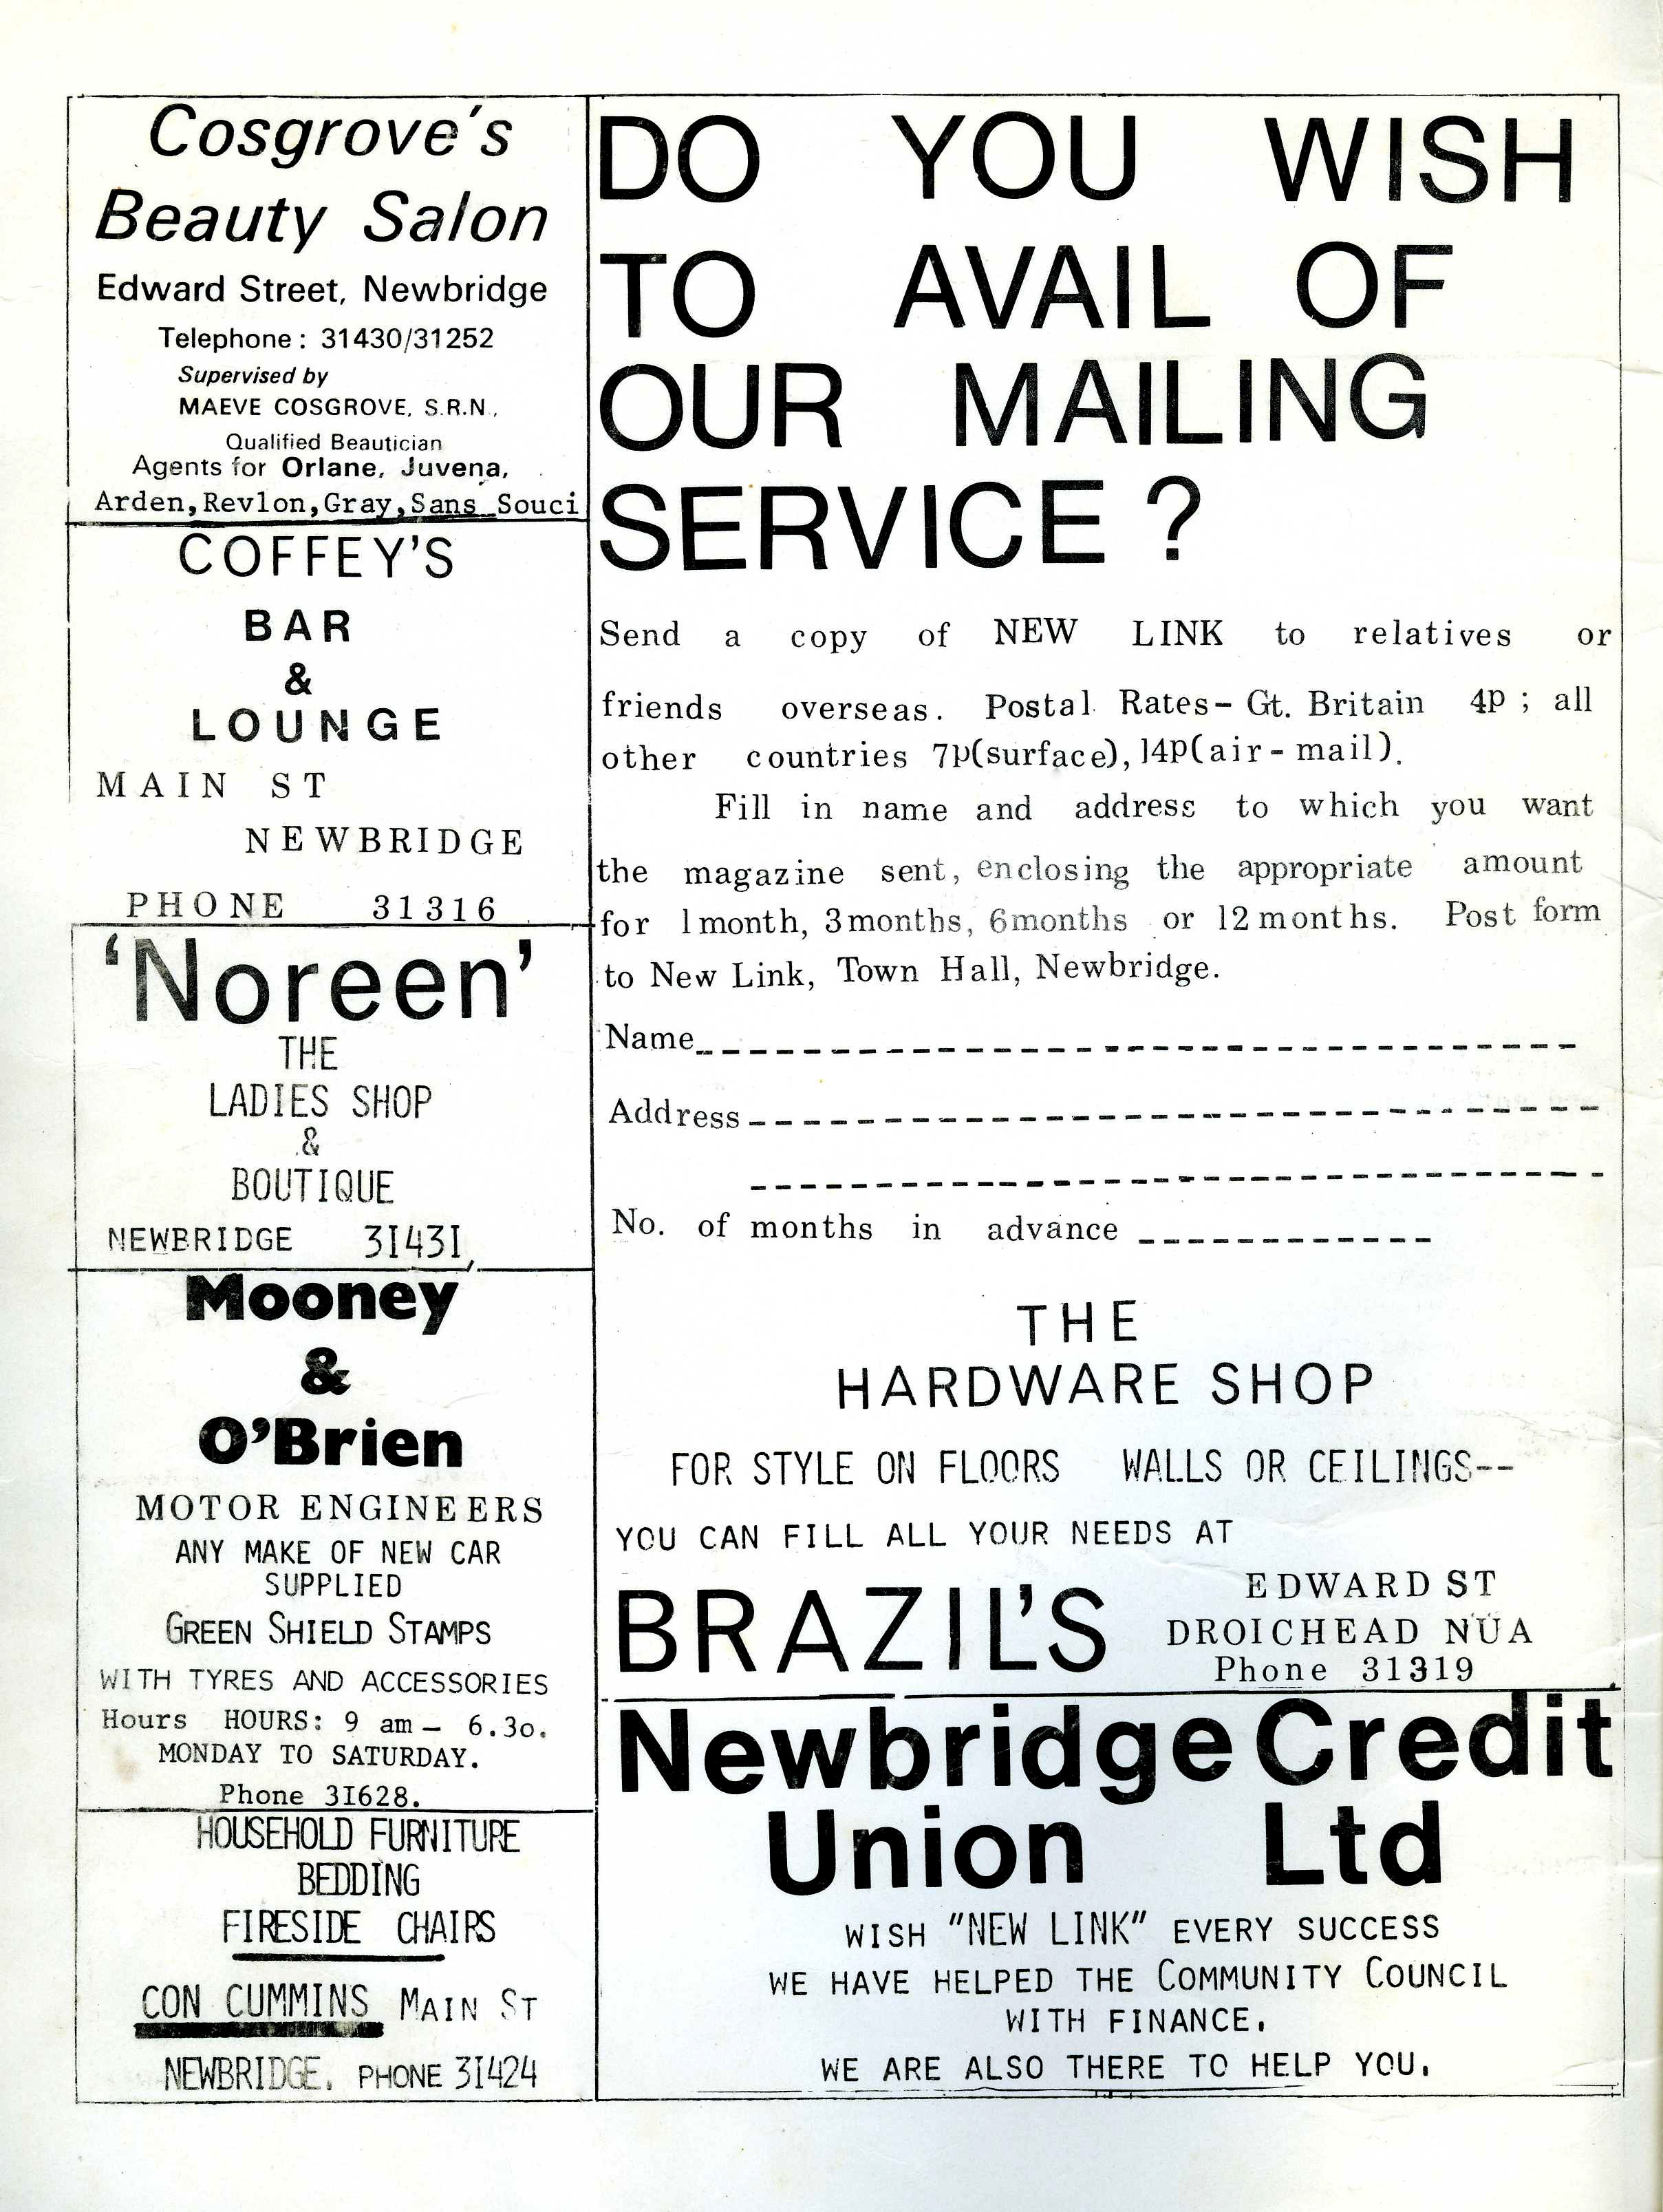 Cosgrove's
Beauty Salon
Edward Street, Newbridge
Telephone : 31430/31252
Supervised by
MAEVE COSGROVE, S.R.N.,
Qualified Beautician
Agents for Orlane, Juvena,
Arden,Revlon,Gray,Sans Souci
COFFEY'S
BAR
&
LOUNGE
MAIN ST
NEWBRIDGE
PHONE 31316
'Noreen'
THE
LADIES SHOP
&
BOUTIQUE
NEWBRIDGE 31431
Mooney
&
O'Brien
MOTOR ENGINEERS
ANY MAKE OF NEW CAR
SUPPLIED
GREEN SHIELD STAMPS
WITH TYRES AND ACCESSORIES
Hours HOURS: 9 am – 6.30.
MONDAY TO SATURDAY.
Phone 31628.
HOUSEHOLD FURNITURE
BEDDING
FIRESIDE CHAIRS
CON CUMMINS MAIN ST
NEWBRIDGE. PHONE 31424
DO YOU WISH
TO AVAIL OF
OUR MAILING
SERVICE ?
Send a copy of NEW LINK to relatives or
friends overseas. Postal Rates– Gt. Britain 4p ; all
other countries 7p(surface), 14p(air-mail).
Fill in name and address to which you want
the magazine sent, enclosing the appropriate amount
for 1 month, 3 months, 6 months or 12 months. Post form
to New Link, Town Hall, Newbridge.
Name
Address
No. of months in advance
THE
HARDWARE SHOP
FOR STYLE ON FLOORS WALLS OR CEILINGS--
YOU CAN FILL ALL YOUR NEEDS AT
BRAZIL'S
EDWARD ST
DROICHEAD NUA
Phone 31319
Newbridge Credit
Union Ltd
WISH "NEW LINK" EVERY SUCCESS
WE HAVE HELPED THE COMMUNITY COUNCIL
WITH FINANCE.
WE ARE ALSO THERE TO HELP YOU.